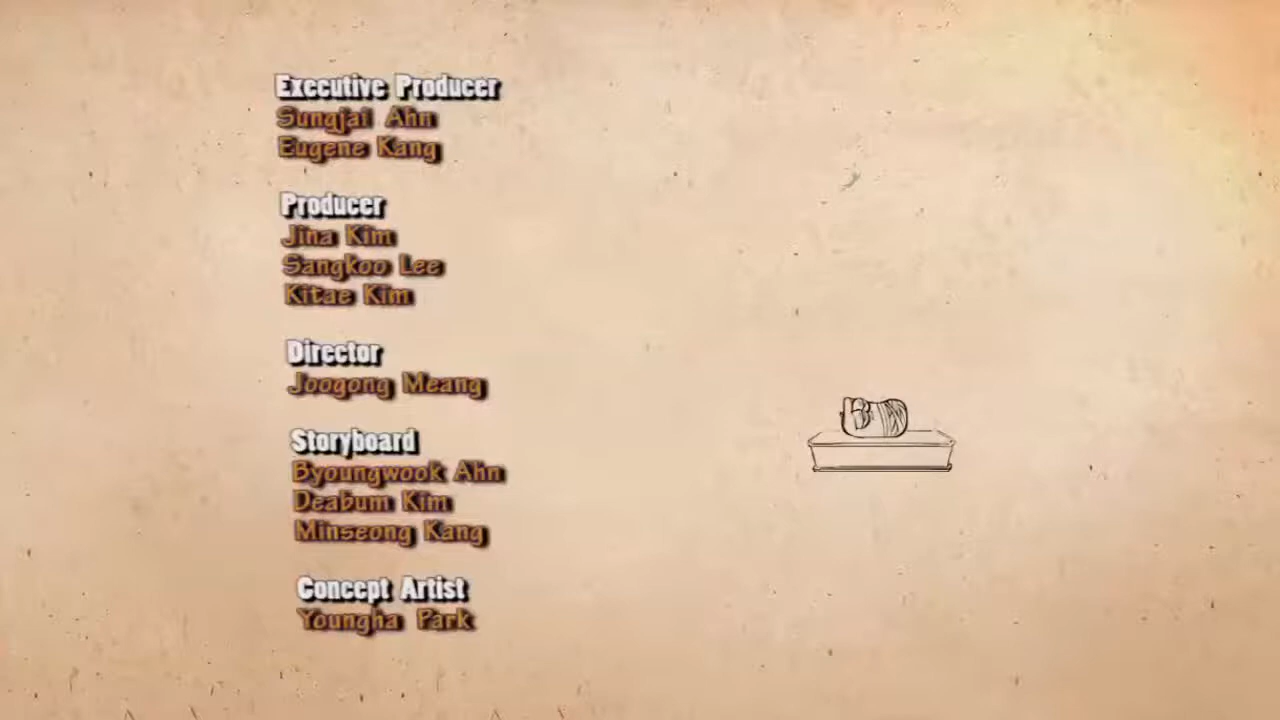 Executive Producer
Sungjai Ahn
Eugene Kang
Producer
Jina Kim
Sangkoo Lee
Kitae Kim
Director
Joogong Meang
Storyboard
Byoungwook Ahn
Deabum Kim
Minseong Kang
Concept Artist
Youngha Park